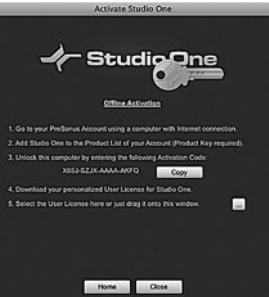 Activate Studio One
Studio One
Offline Activation
1. Go to your PreSonus Account using a computer with Internet connection.
2. Add Studio One to the Product List of your Account (Product Key required).
3. Unlock this computer by entering the following Activation Code:
X65J-SZJX-AAAA-AKFQ Copy
4. Download your personalized User License for Studio One.
5. Select the User License here or just drag it onto this window. ...
Home Close